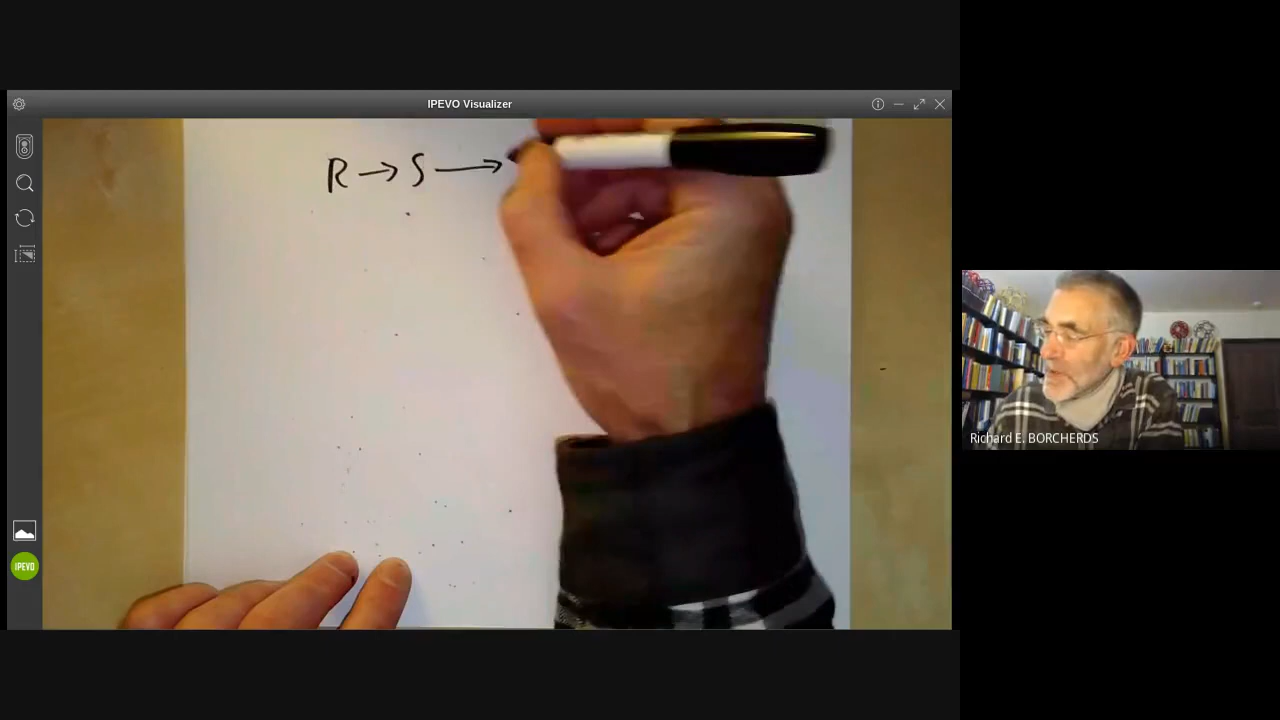 IPEVO Visualizer
R → S →
IPEVO
Richard E. BORCHERDS